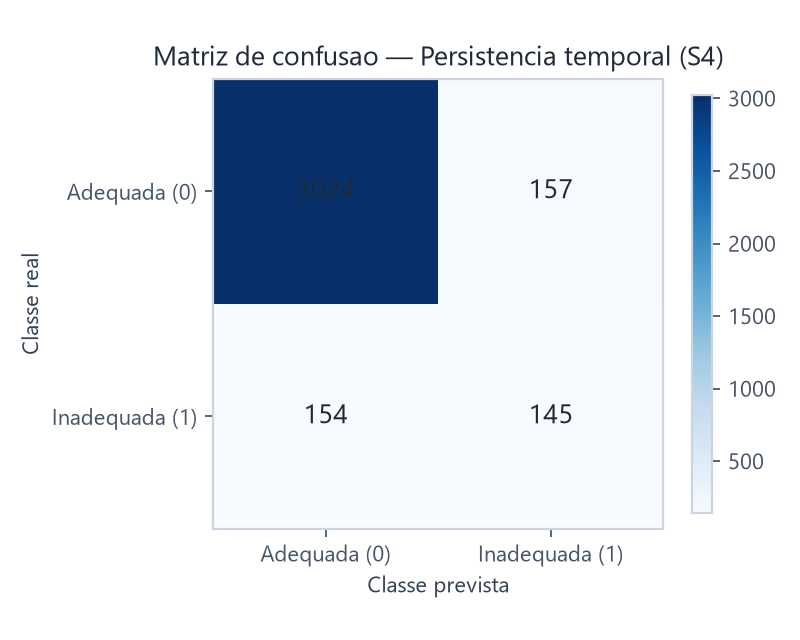 Matriz de confusao — Persistencia temporal (S4)
3000
2500
2000
1500
1000
500
Classe real
Adequada (0)
3024
157
Inadequada (1)
154
145
Adequada (0)
Inadequada (1)
Classe prevista